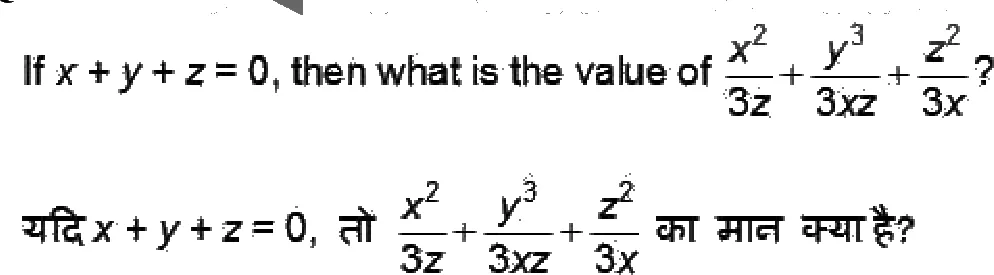 If x + y + z = 0, then what is the value of x²/3z + y³/3xz + z²/3x?
यदि x + y + z = 0, तो x²/3z + y³/3xz + z²/3x का मान क्या है?